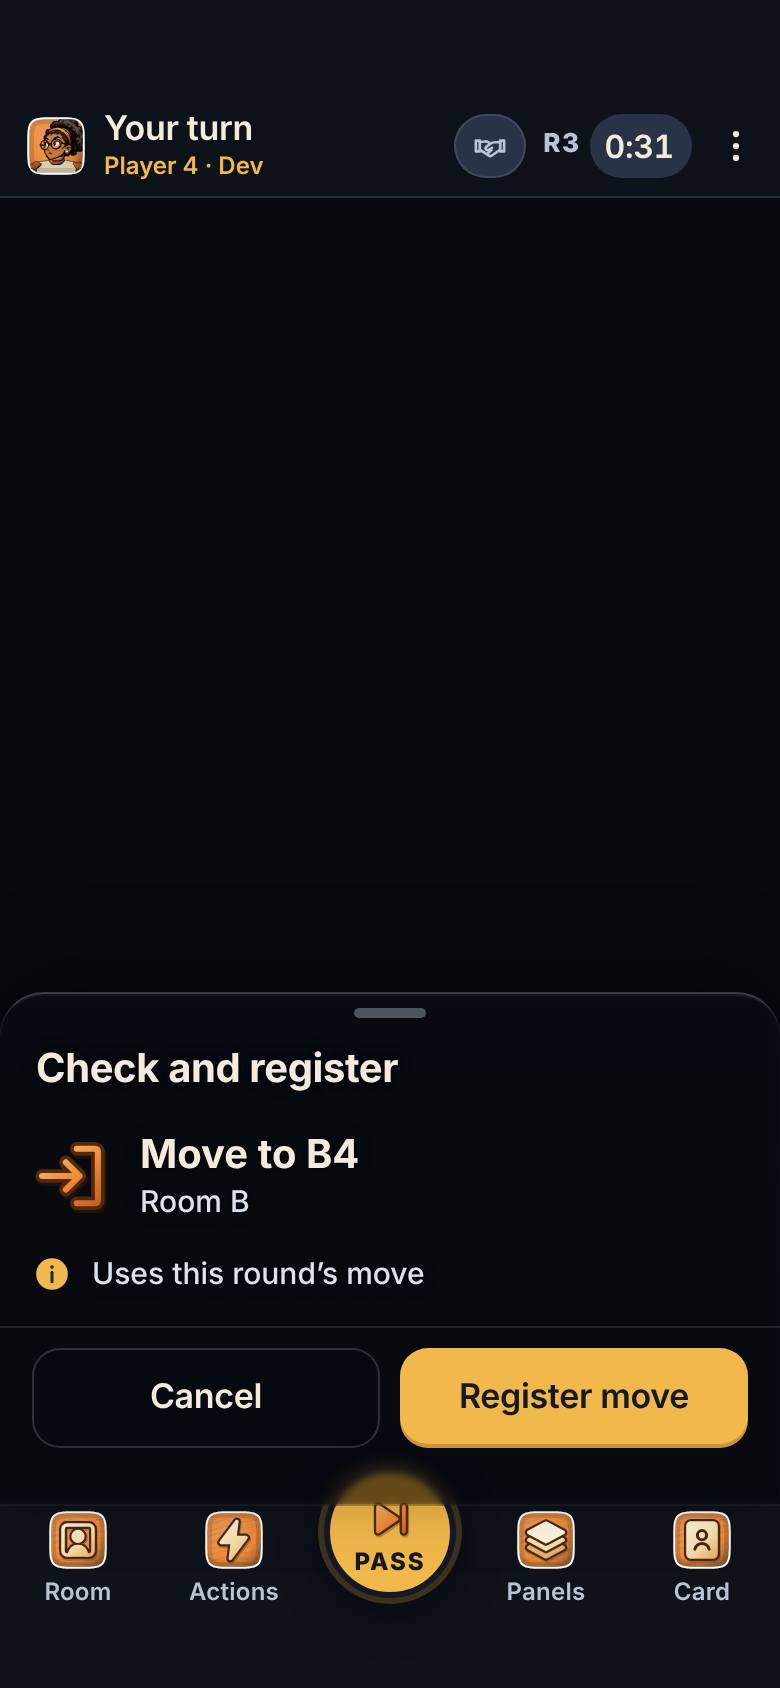 Your turn
Player 4 · Dev
R3
0:31
Check and register
Move to B4
Room B
Uses this round’s move
Cancel
Register move
Room
Actions
PASS
Panels
Card